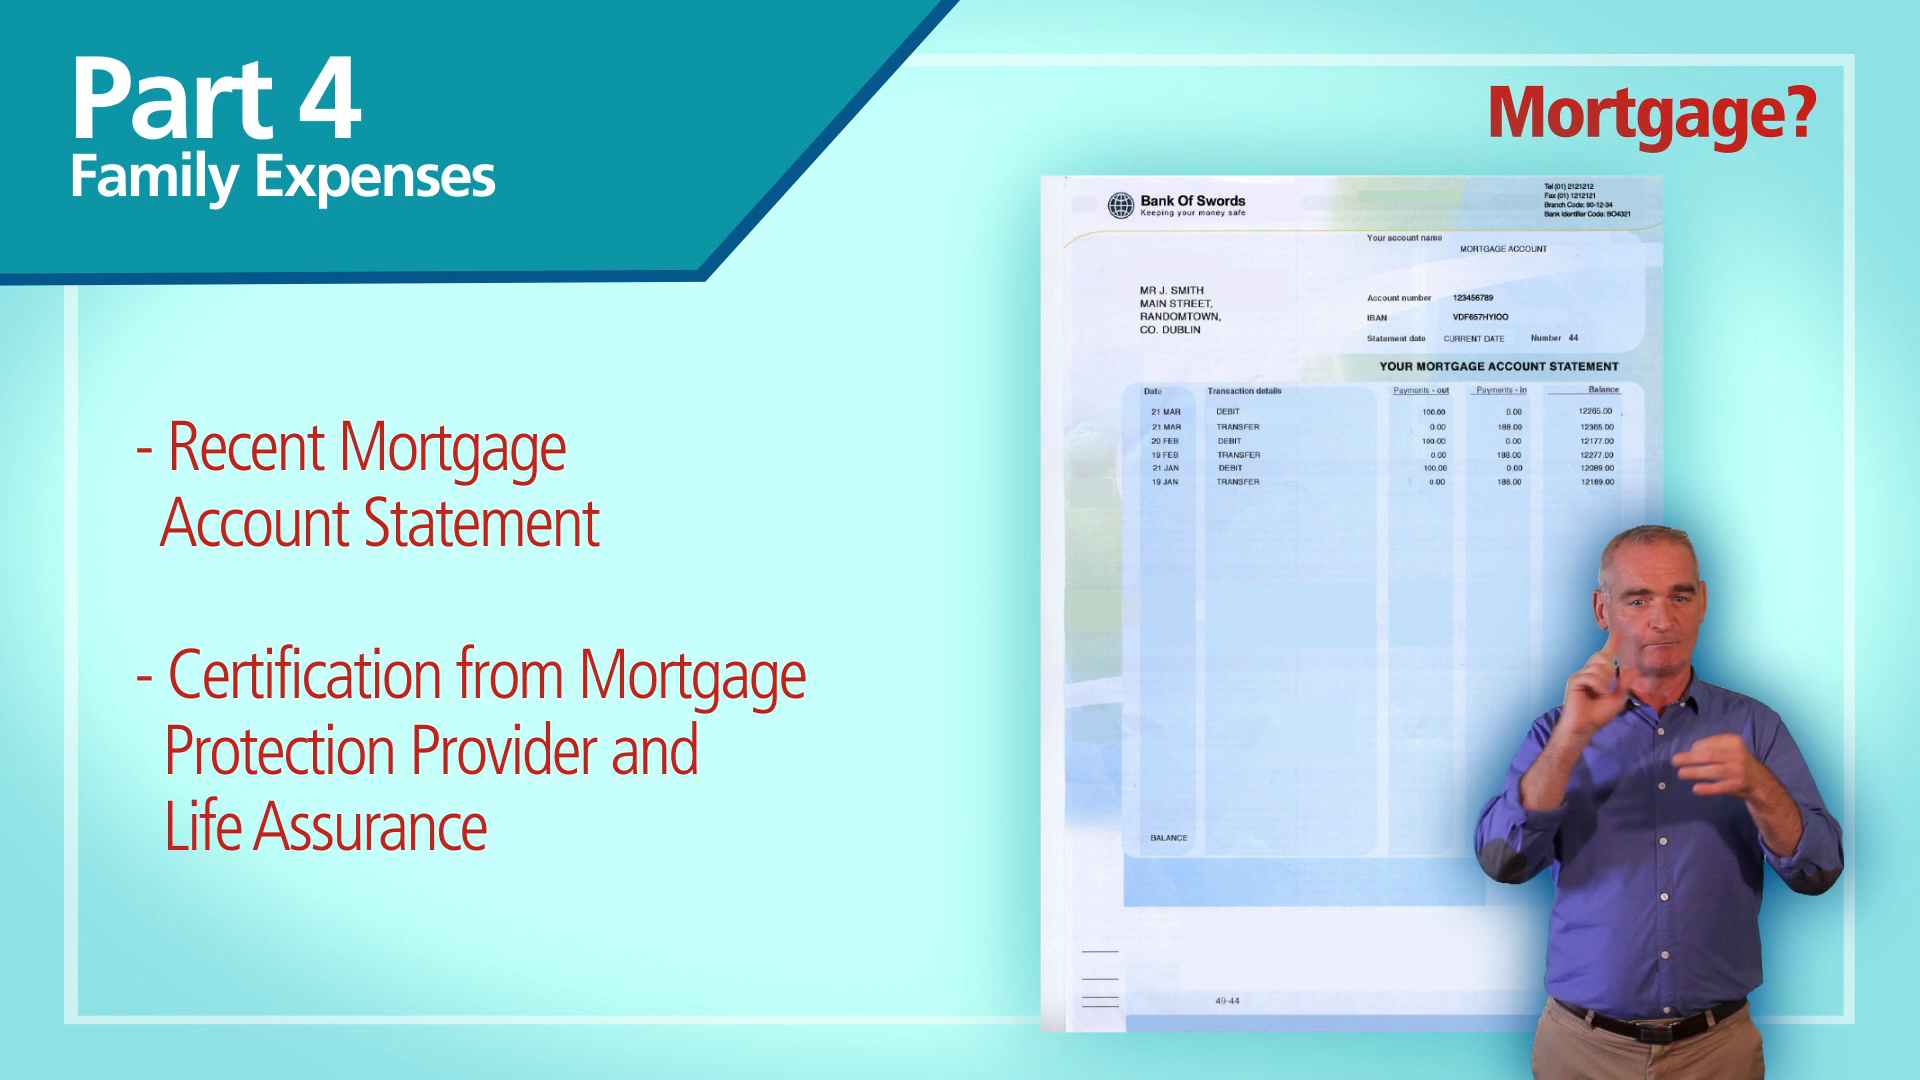 Part 4
Family Expenses
Mortgage?
- Recent Mortgage
Account Statement
- Certification from Mortgage
Protection Provider and
Life Assurance
Bank Of Swords
Keeping your money safe
Tel (01) 2121212
Fax (01) 1212121
Branch Code: 90-12-34
Bank Identifier Code: BO4321
Your account name
MORTGAGE ACCOUNT
MR J. SMITH
MAIN STREET,
RANDOMTOWN,
CO. DUBLIN
Account number 123456789
IBAN VDF657HYIOO
Statement date CURRENT DATE Number 44
YOUR MORTGAGE ACCOUNT STATEMENT
Date Transaction details Payments - out Payments - in Balance
21 MAR DEBIT 100.00 0.00 12265.00
21 MAR TRANSFER 0.00 188.00 12365.00
20 FEB DEBIT 100.00 0.00 12177.00
19 FEB TRANSFER 0.00 188.00 12277.00
21 JAN DEBIT 100.00 0.00 12089.00
19 JAN TRANSFER 0.00 188.00 12189.00
BALANCE
49-44